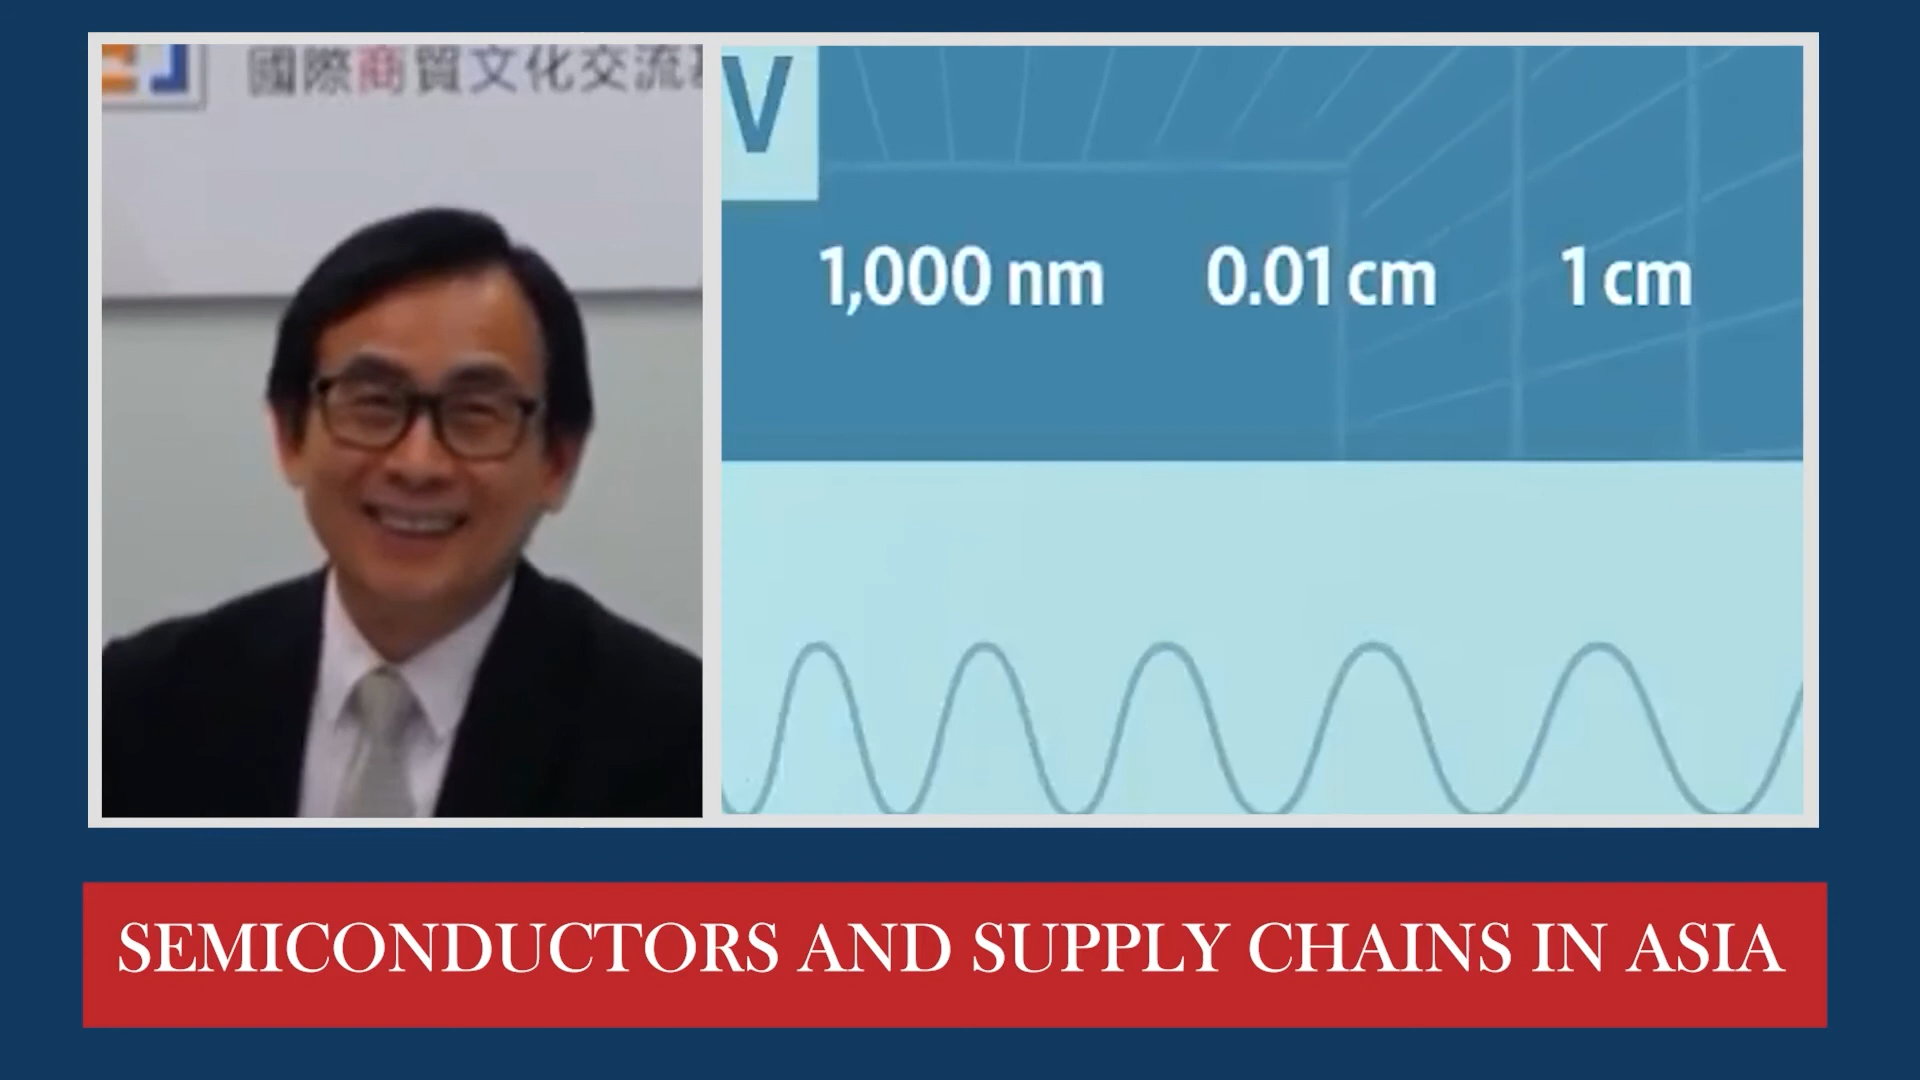 國際商貿文化交流基
V
1,000 nm 0.01 cm 1 cm
SEMICONDUCTORS AND SUPPLY CHAINS IN ASIA